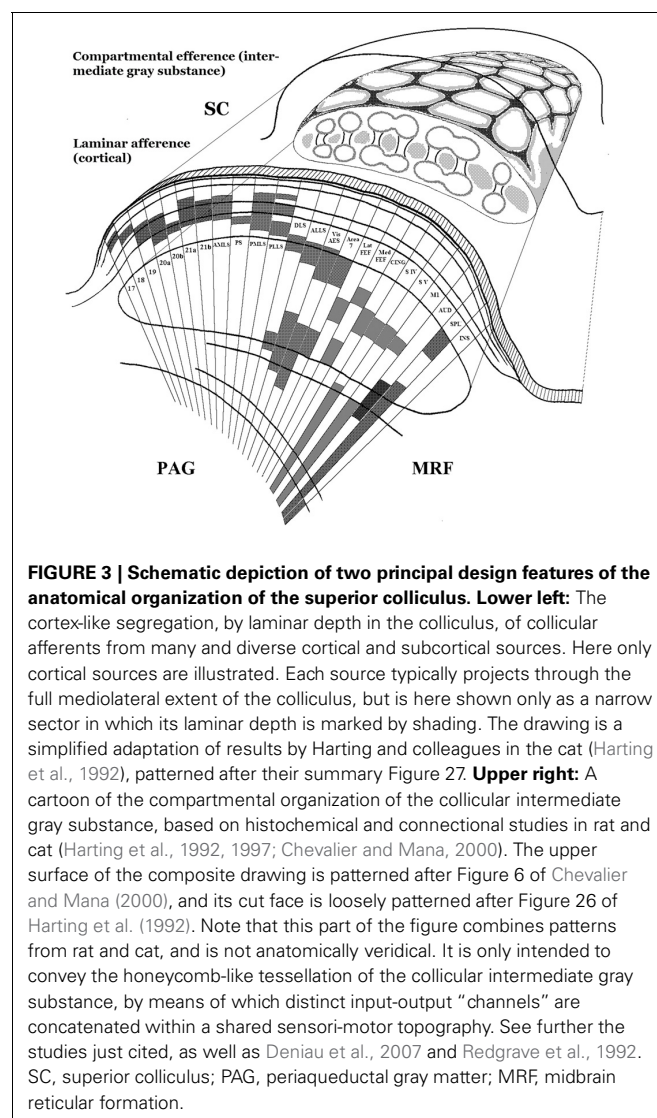 Compartmental efference (inter-
mediate gray substance)
SC
Laminar afference
(cortical)
17
18
19
20a
20b
21a
21b
AMLS
PS
PMLS
PLLS
DLS
ALLS
Vis
AES
Area
7
Lat
FEF
Med
FEF
CING
S IV
S V
M1
AUD
SPL
INS
PAG
MRF
FIGURE 3 | Schematic depiction of two principal design features of the
anatomical organization of the superior colliculus. Lower left: The
cortex-like segregation, by laminar depth in the colliculus, of collicular
afferents from many and diverse cortical and subcortical sources. Here only
cortical sources are illustrated. Each source typically projects through the
full mediolateral extent of the colliculus, but is here shown only as a narrow
sector in which its laminar depth is marked by shading. The drawing is a
simplified adaptation of results by Harting and colleagues in the cat (Harting
et al., 1992), patterned after their summary Figure 27. Upper right: A
cartoon of the compartmental organization of the collicular intermediate
gray substance, based on histochemical and connectional studies in rat and
cat (Harting et al., 1992, 1997; Chevalier and Mana, 2000). The upper
surface of the composite drawing is patterned after Figure 6 of Chevalier
and Mana (2000), and its cut face is loosely patterned after Figure 26 of
Harting et al. (1992). Note that this part of the figure combines patterns
from rat and cat, and is not anatomically veridical. It is only intended to
convey the honeycomb-like tessellation of the collicular intermediate gray
substance, by means of which distinct input-output “channels” are
concatenated within a shared sensori-motor topography. See further the
studies just cited, as well as Deniau et al., 2007 and Redgrave et al., 1992.
SC, superior colliculus; PAG, periaqueductal gray matter; MRF, midbrain
reticular formation.